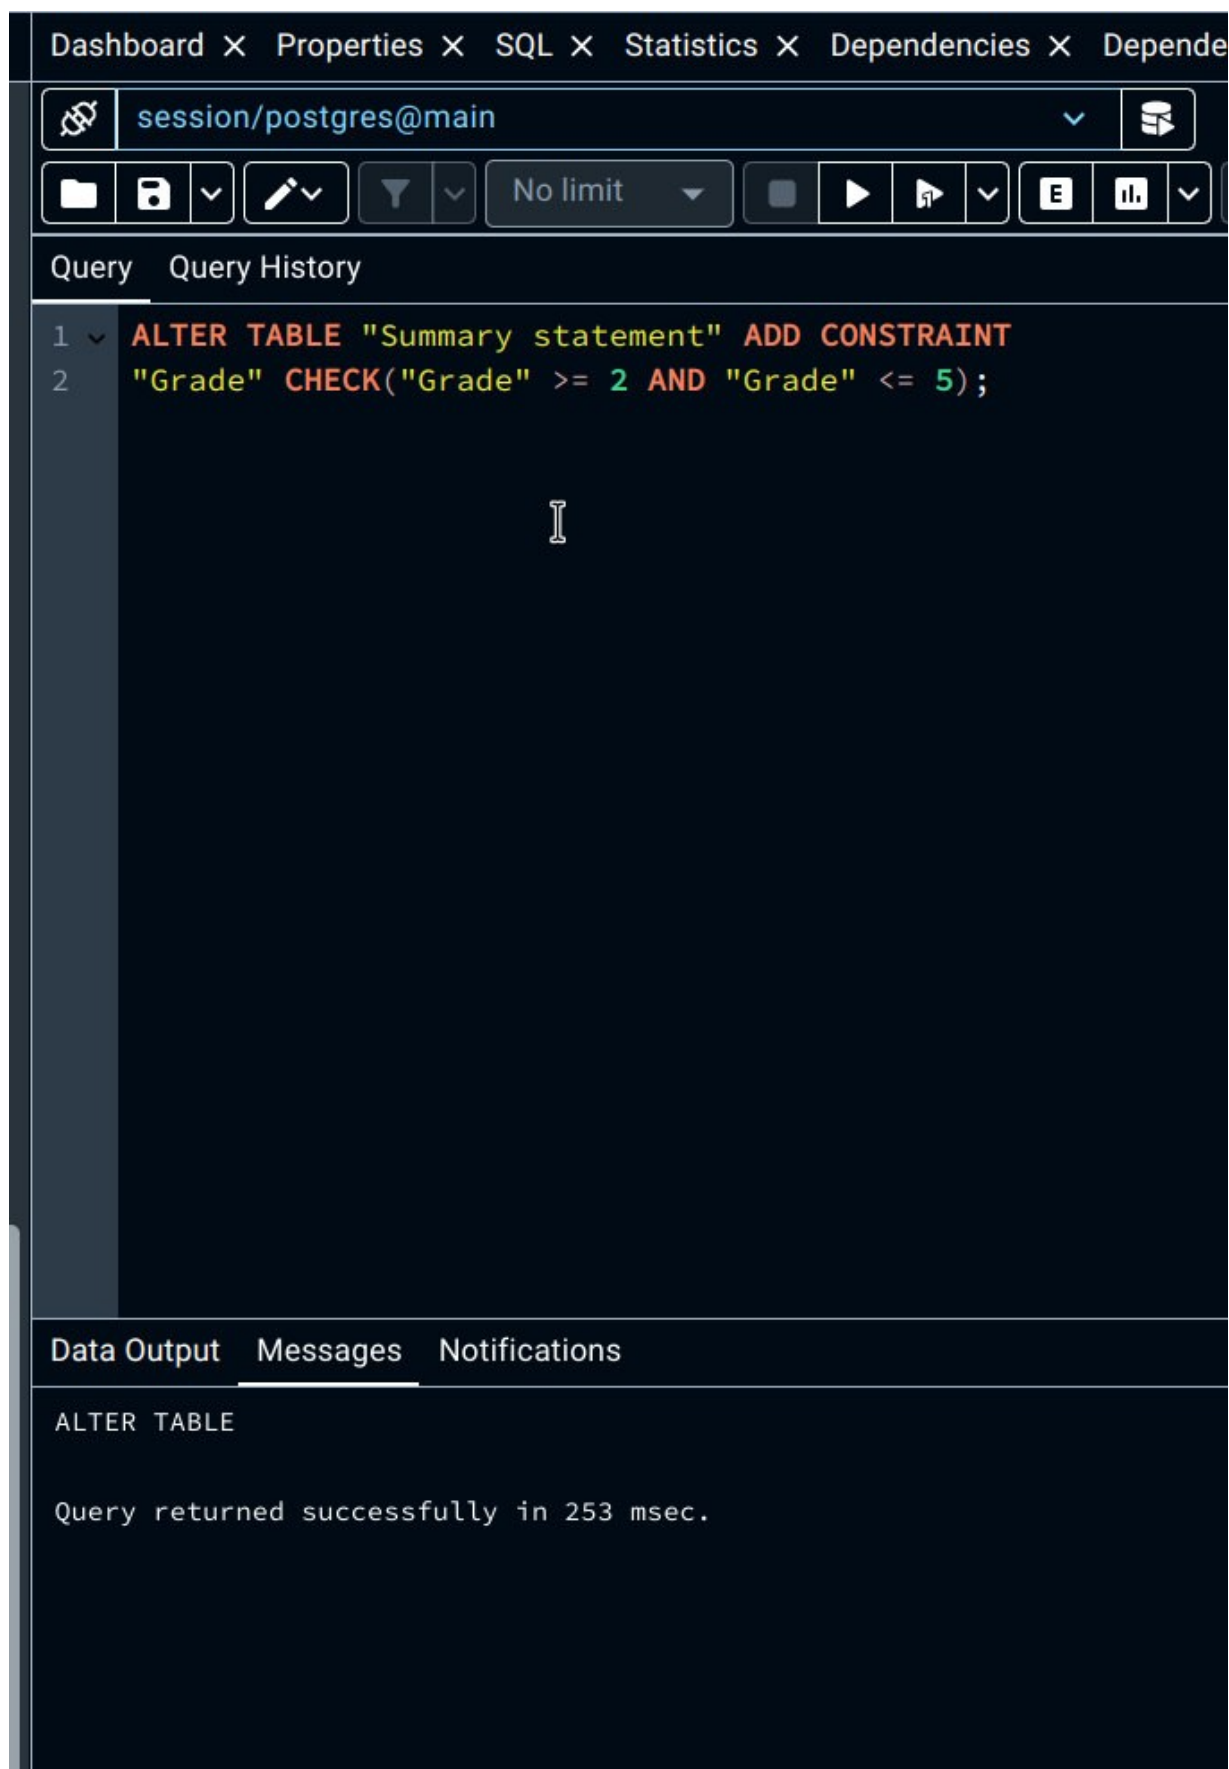 Dashboard Properties SQL Statistics Dependencies Depende
session/postgres@main
No limit
Query Query History
1 ALTER TABLE "Summary statement" ADD CONSTRAINT
2 "Grade" CHECK("Grade" >= 2 AND "Grade" <= 5);
Data Output Messages Notifications
ALTER TABLE
Query returned successfully in 253 msec.